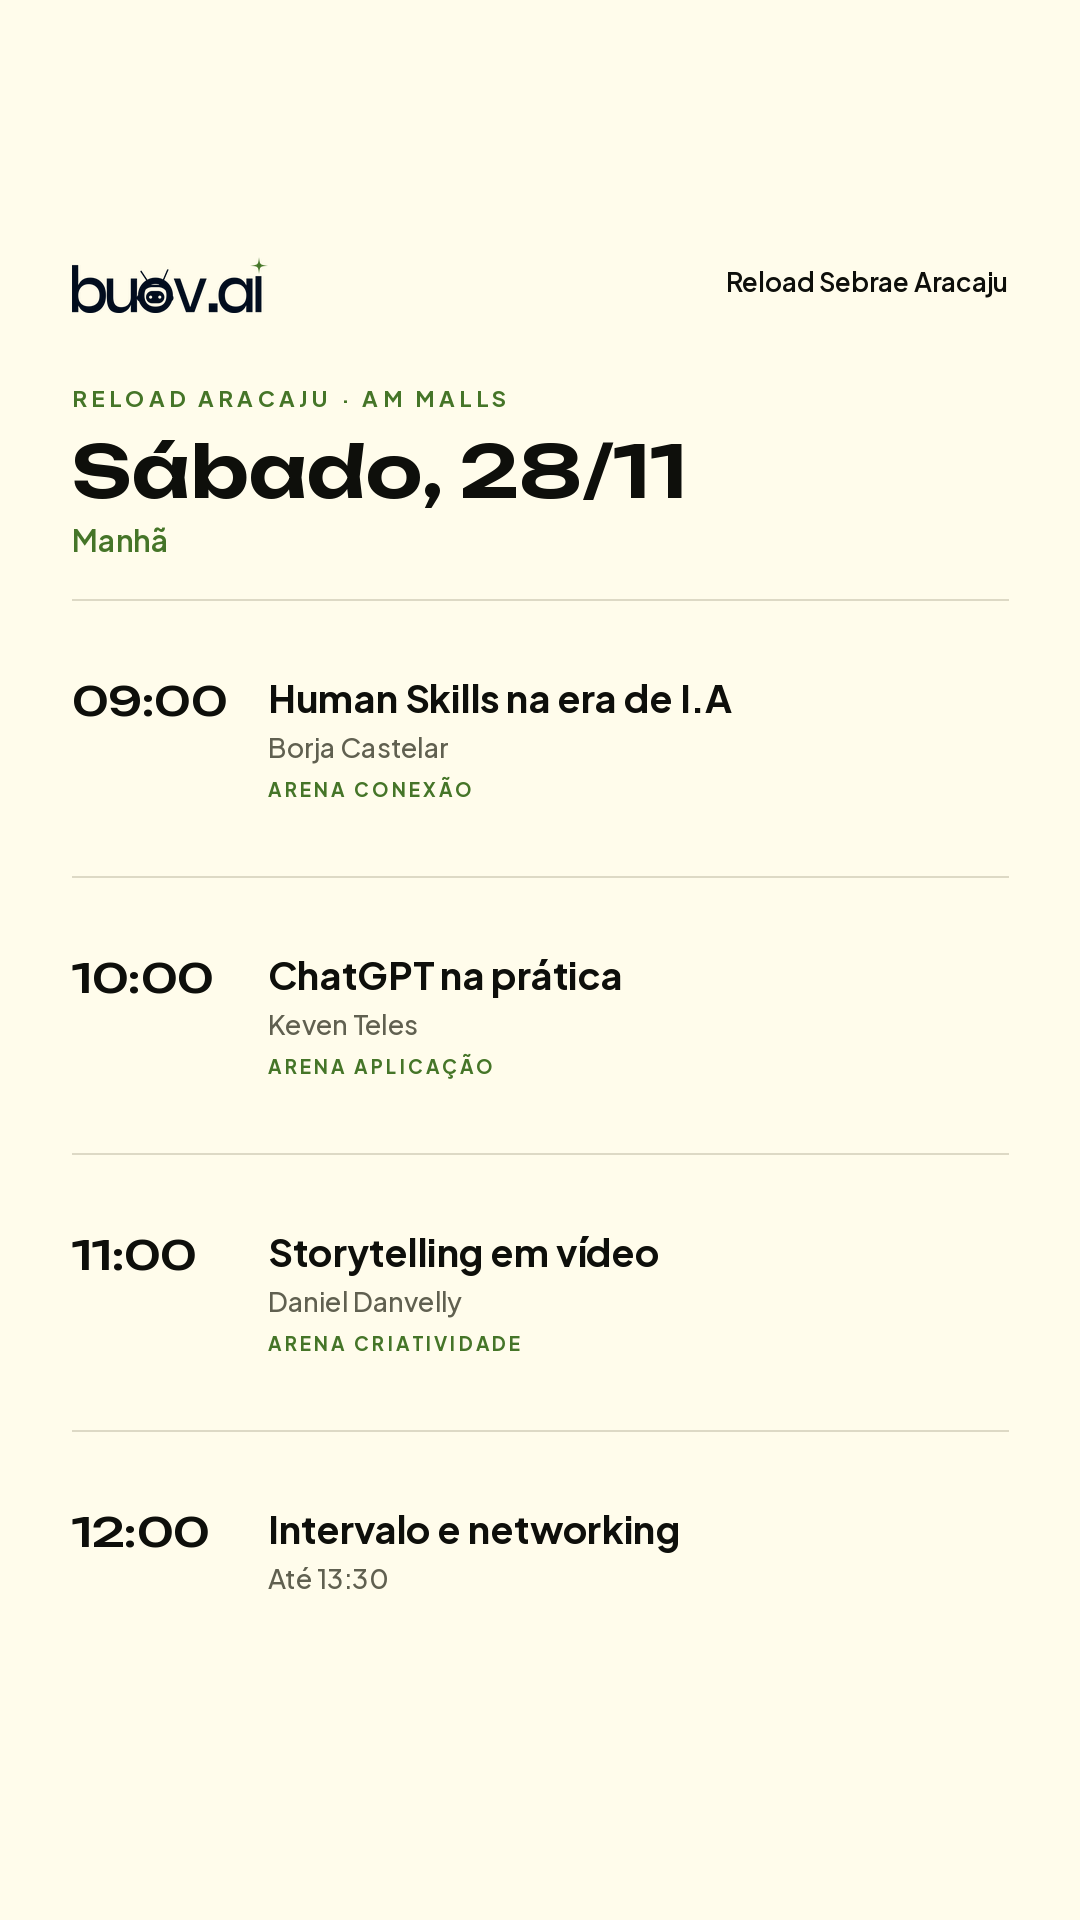 buov.ai
Reload Sebrae Aracaju
RELOAD ARACAJU · AM MALLS
Sábado, 28/11
Manhã
09:00
Human Skills na era de I.A
Borja Castelar
ARENA CONEXÃO
10:00
ChatGPT na prática
Keven Teles
ARENA APLICAÇÃO
11:00
Storytelling em vídeo
Daniel Danvelly
ARENA CRIATIVIDADE
12:00
Intervalo e networking
Até 13:30